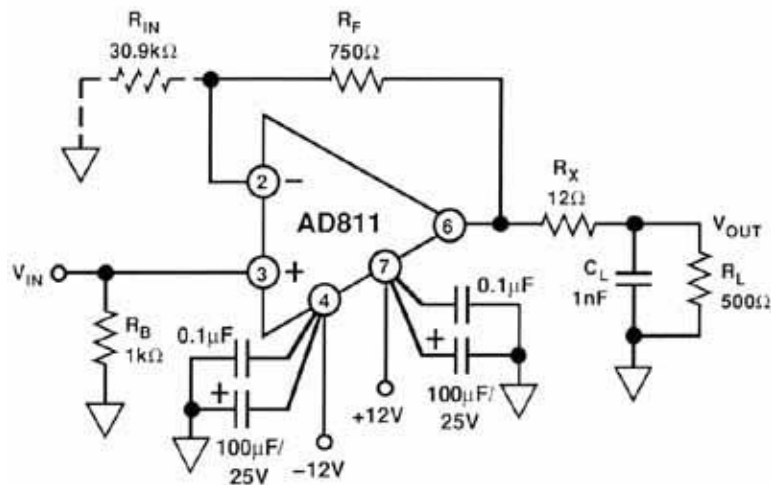 R_IN
30.9kΩ
R_F
750Ω
2
−
AD811
6
R_X
12Ω
V_OUT
V_IN
3
+
7
4
C_L
1nF
R_L
500Ω
R_B
1kΩ
0.1µF
0.1µF
+
+
100µF/
25V
−12V
+12V
100µF/
25V